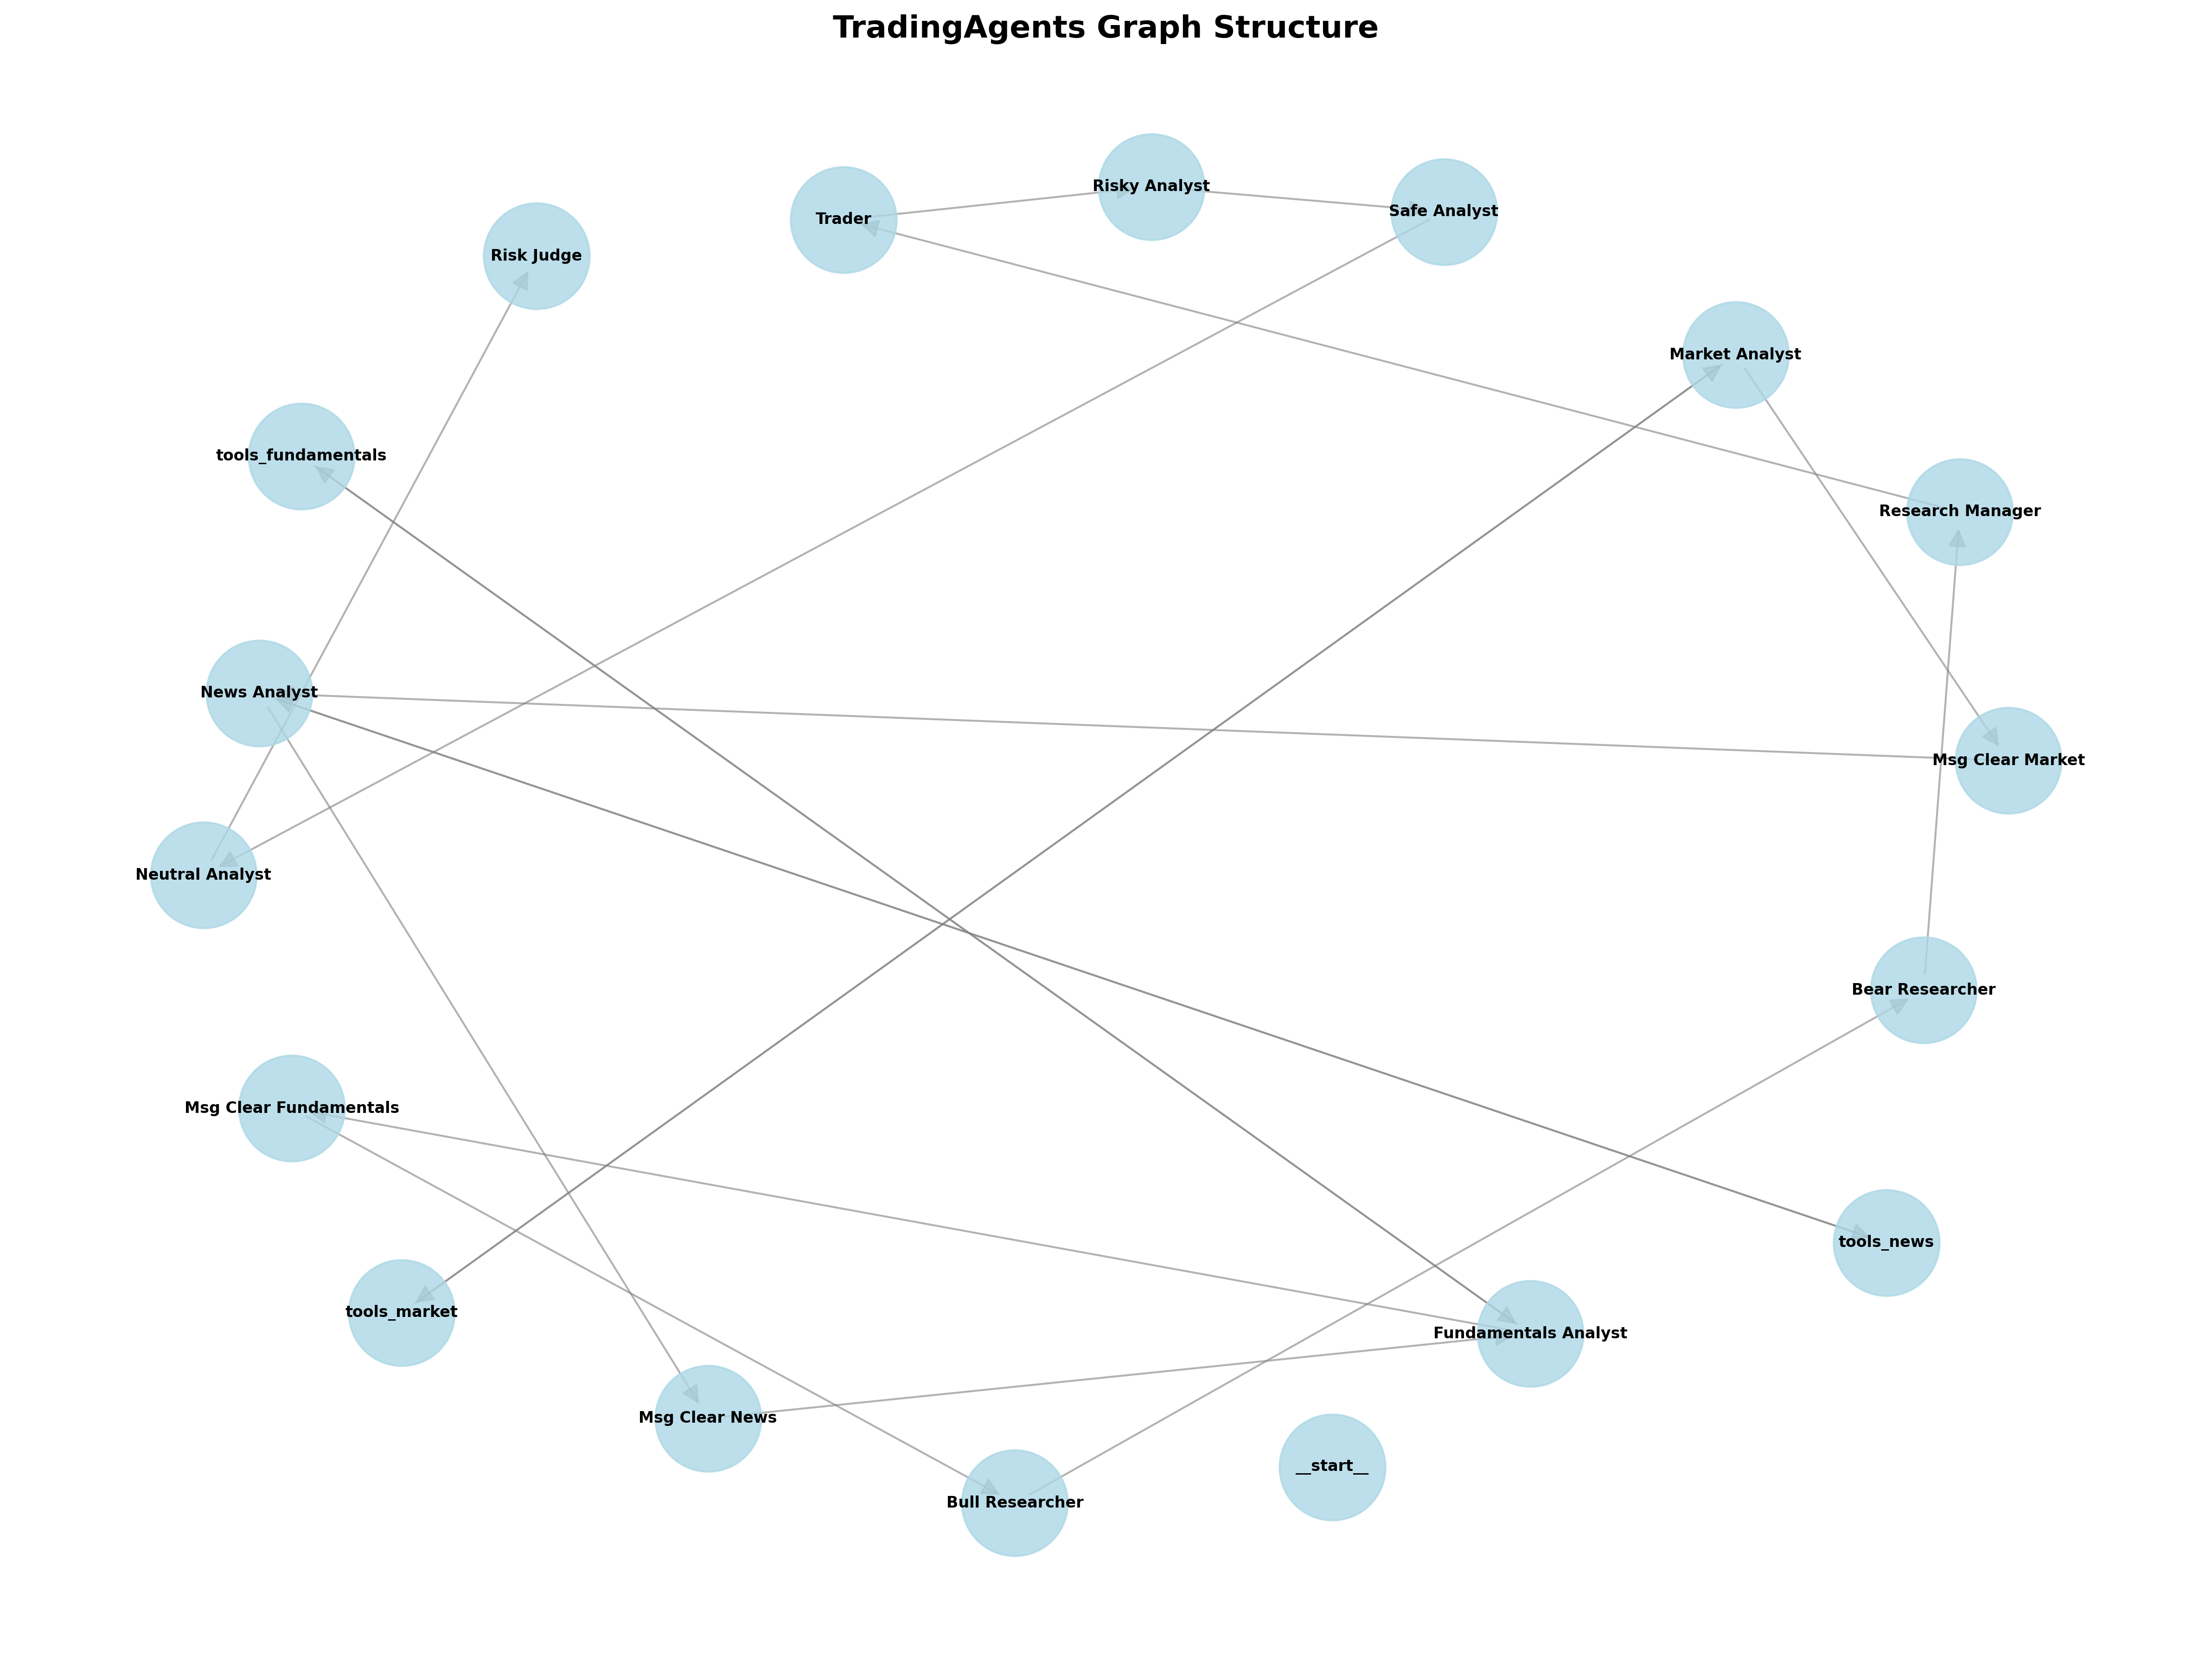 TradingAgents Graph Structure
Risky Analyst
Safe Analyst
Trader
Risk Judge
Market Analyst
tools_fundamentals
Research Manager
News Analyst
Msg Clear Market
Neutral Analyst
Bear Researcher
Msg Clear Fundamentals
tools_news
tools_market
Fundamentals Analyst
Msg Clear News
__start__
Bull Researcher